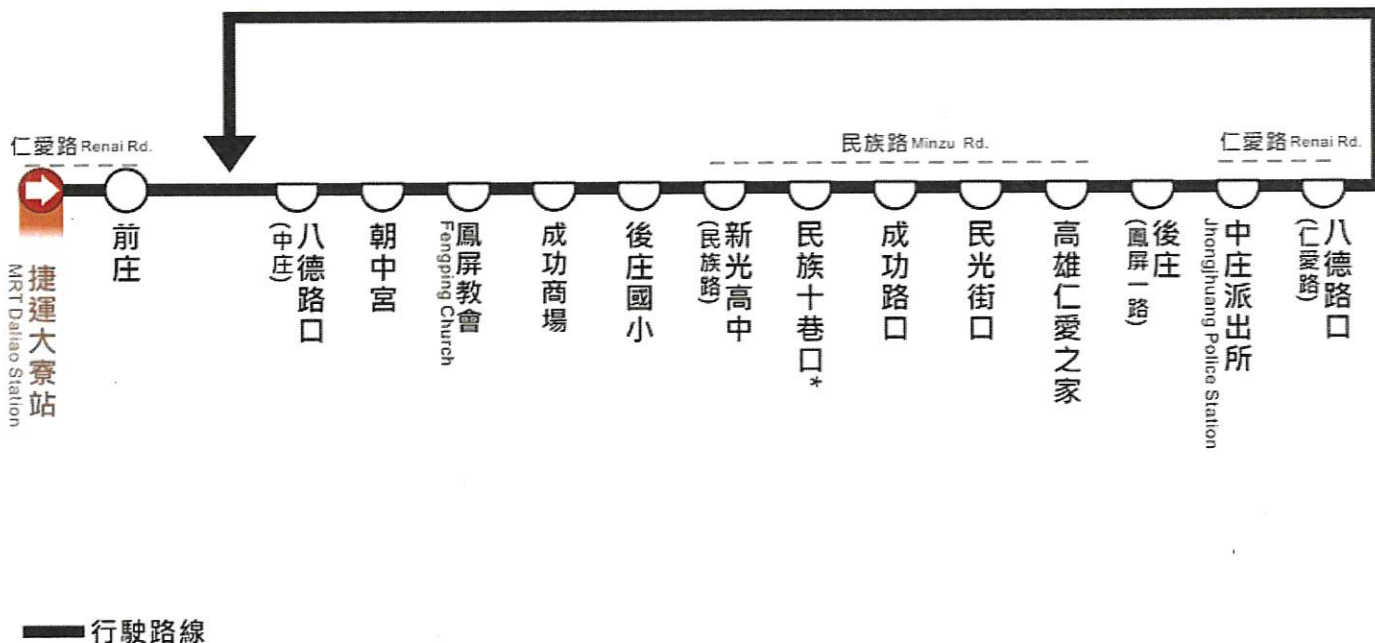 仁愛路 Renai Rd.
民族路 Minzu Rd.
仁愛路 Renai Rd.
捷運大寮站
MRT Daliao Station
前庄
八德路口
(中庄)
朝中宮
鳳屏教會
Fengping Church
成功商場
後庄國小
新光高中
(民族路)
民族十巷口*
成功路口
民光街口
高雄仁愛之家
後庄
(鳳屏一路)
中庄派出所
Jhongjhuang Police Station
八德路口
(仁愛路)
行駛路線